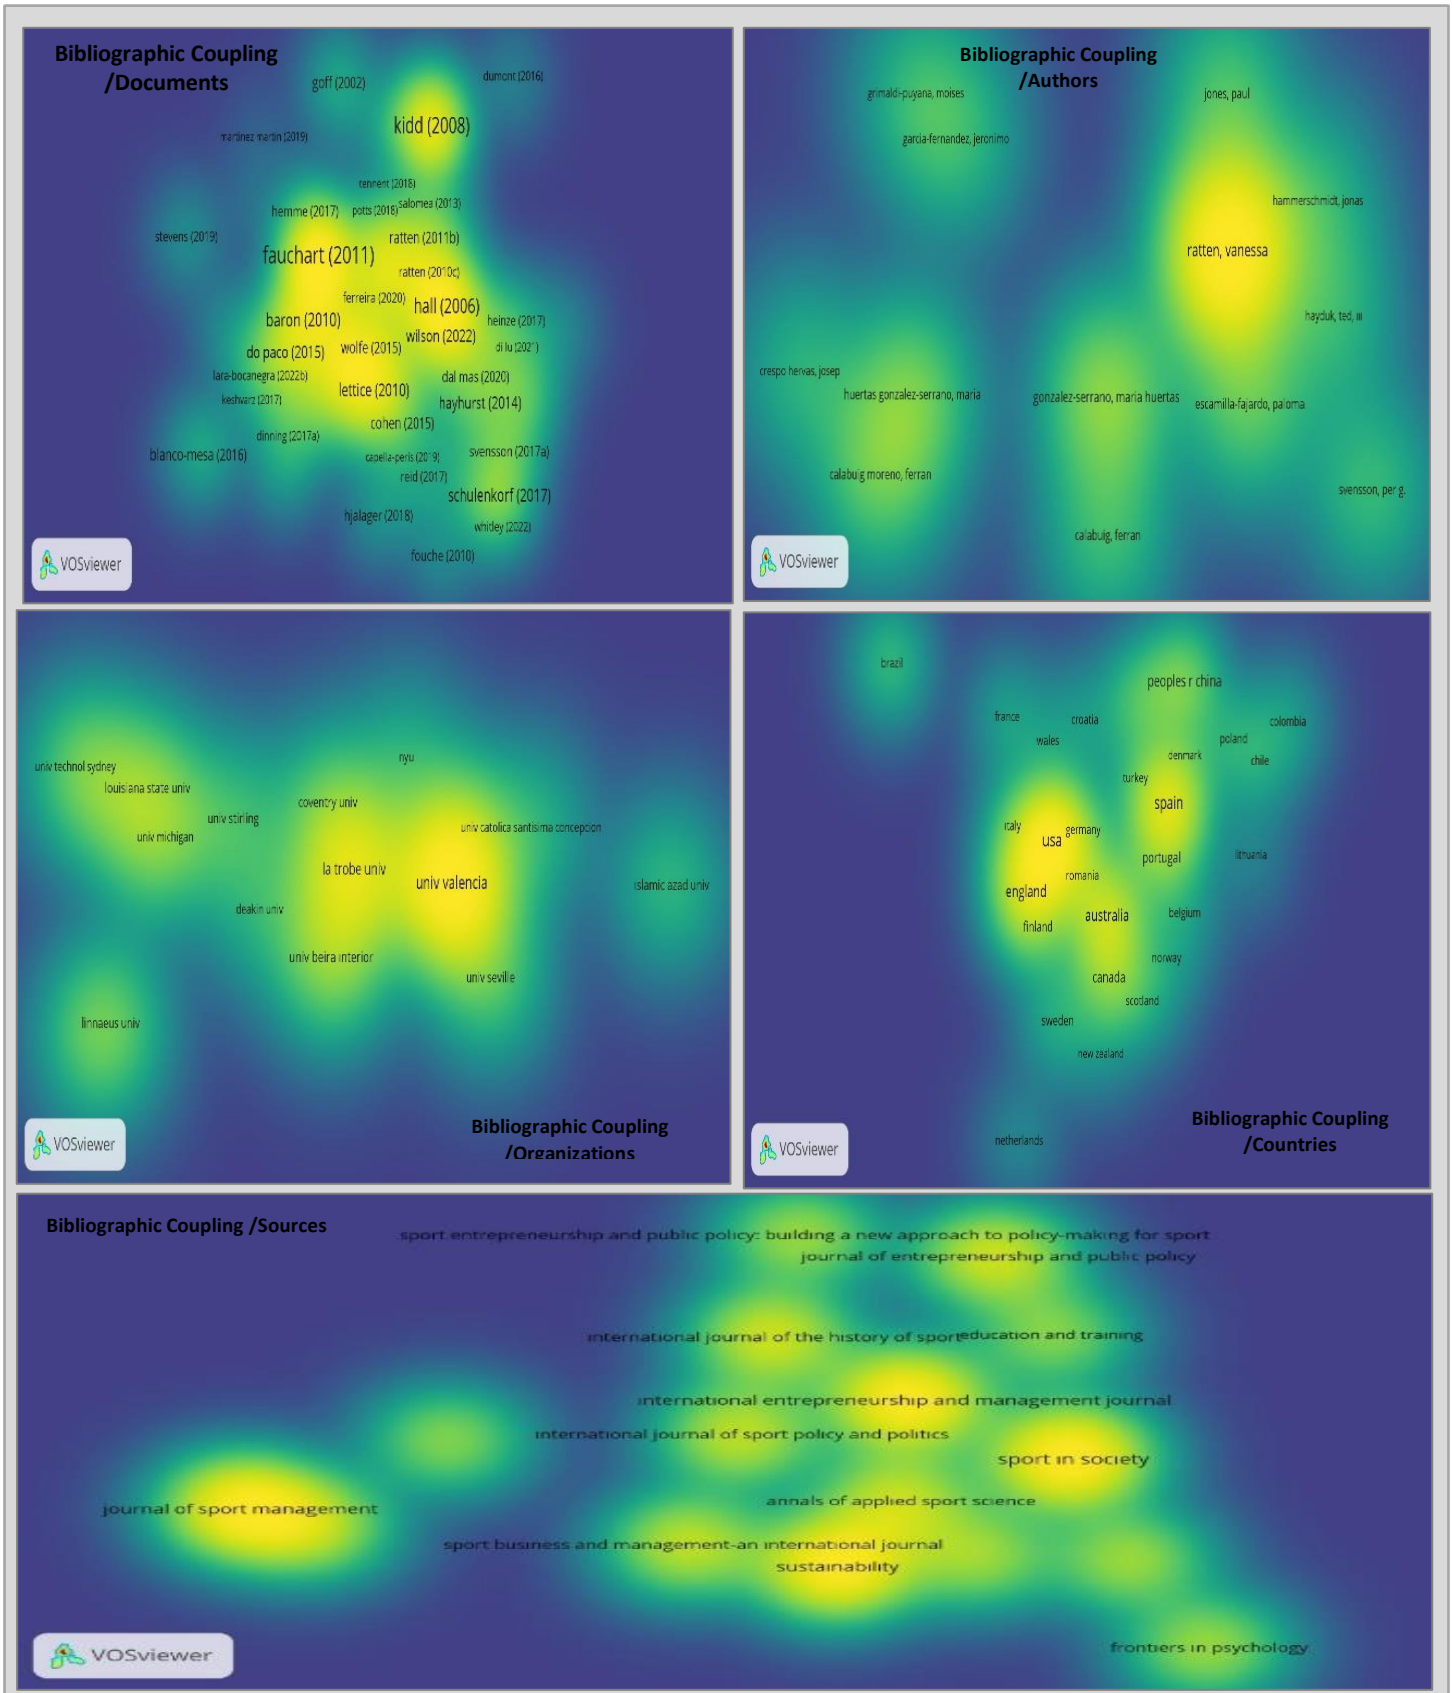 Bibliographic Coupling
/Documents
goff (2002)
dumont (2016)
kidd (2008)
martinez martin (2019)
tennent (2018)
hemme (2017)
potts (2018)
salomea (2013)
stevens (2019)
fauchart (2011)
ratten (2011b)
ratten (2010c)
ferreira (2020)
hall (2006)
baron (2010)
heinze (2017)
wilson (2022)
do paco (2015)
wolfe (2015)
di lu (2021)
lara-bocanegra (2022b)
lettice (2010)
dal mas (2020)
keshvarz (2017)
hayhurst (2014)
cohen (2015)
dinning (2017a)
blanco-mesa (2016)
capella-peris (2019)
svensson (2017a)
reid (2017)
schulenkorf (2017)
hjalager (2018)
whitley (2022)
fouche (2010)
VOSviewer
Bibliographic Coupling
/Authors
grimaldi-puyana, moises
jones, paul
garcia-fernandez, jeronimo
hammerschmidt, jonas
ratten, vanessa
hayduk, ted, iii
crespo hervas, josep
huertas gonzalez-serrano, maria
gonzalez-serrano, maria huertas
escamilla-fajardo, paloma
calabuig moreno, ferran
svensson, per g.
calabuig, ferran
VOSviewer
univ technol sydney
nyu
louisiana state univ
coventry univ
univ stirling
univ catolica santisima concepcion
univ michigan
la trobe univ
univ valencia
islamic azad univ
deakin univ
univ beira interior
univ seville
linnaeus univ
Bibliographic Coupling
/Organizations
VOSviewer
brazil
peoples r china
france
croatia
colombia
wales
poland
denmark
chile
turkey
spain
italy
germany
usa
portugal
lithuania
romania
england
australia
belgium
finland
norway
canada
scotland
sweden
new zealand
netherlands
Bibliographic Coupling
/Countries
VOSviewer
Bibliographic Coupling /Sources
sport entrepreneurship and public policy: building a new approach to policy-making for sport
journal of entrepreneurship and public policy
international journal of the history of sport
education and training
international entrepreneurship and management journal
international journal of sport policy and politics
sport in society
annals of applied sport science
journal of sport management
sport business and management-an international journal
sustainability
frontiers in psychology
VOSviewer